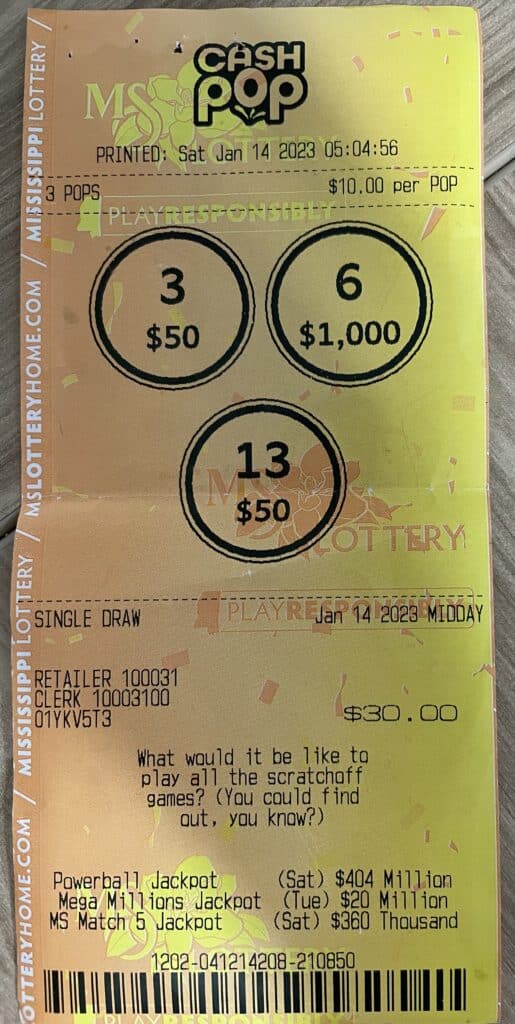 CASH
POP
MS LOTTERY
PRINTED: Sat Jan 14 2023 05:04:56
3 POPS $10.00 per POP
PLAYRESPONSIBLY
3
$50
6
$1,000
13
$50
MS LOTTERY
PLAYRESPONSIBLY
SINGLE DRAW Jan 14 2023 MIDDAY
RETAILER 100031
CLERK 10003100
01YKV5T3
$30.00
What would it be like to
play all the scratchoff
games? (You could find
out, you know?)
Powerball Jackpot (Sat) $404 Million
Mega Millions Jackpot (Tue) $20 Million
MS Match 5 Jackpot (Sat) $360 Thousand
1202-041214208-210850
PLAYRESPONSIBLY
OTTERYHOME.COM / MISSISSIPPI LOTTERY / MSLOTTERYHOME.COM / MISSISSIPPI LOTTERY /